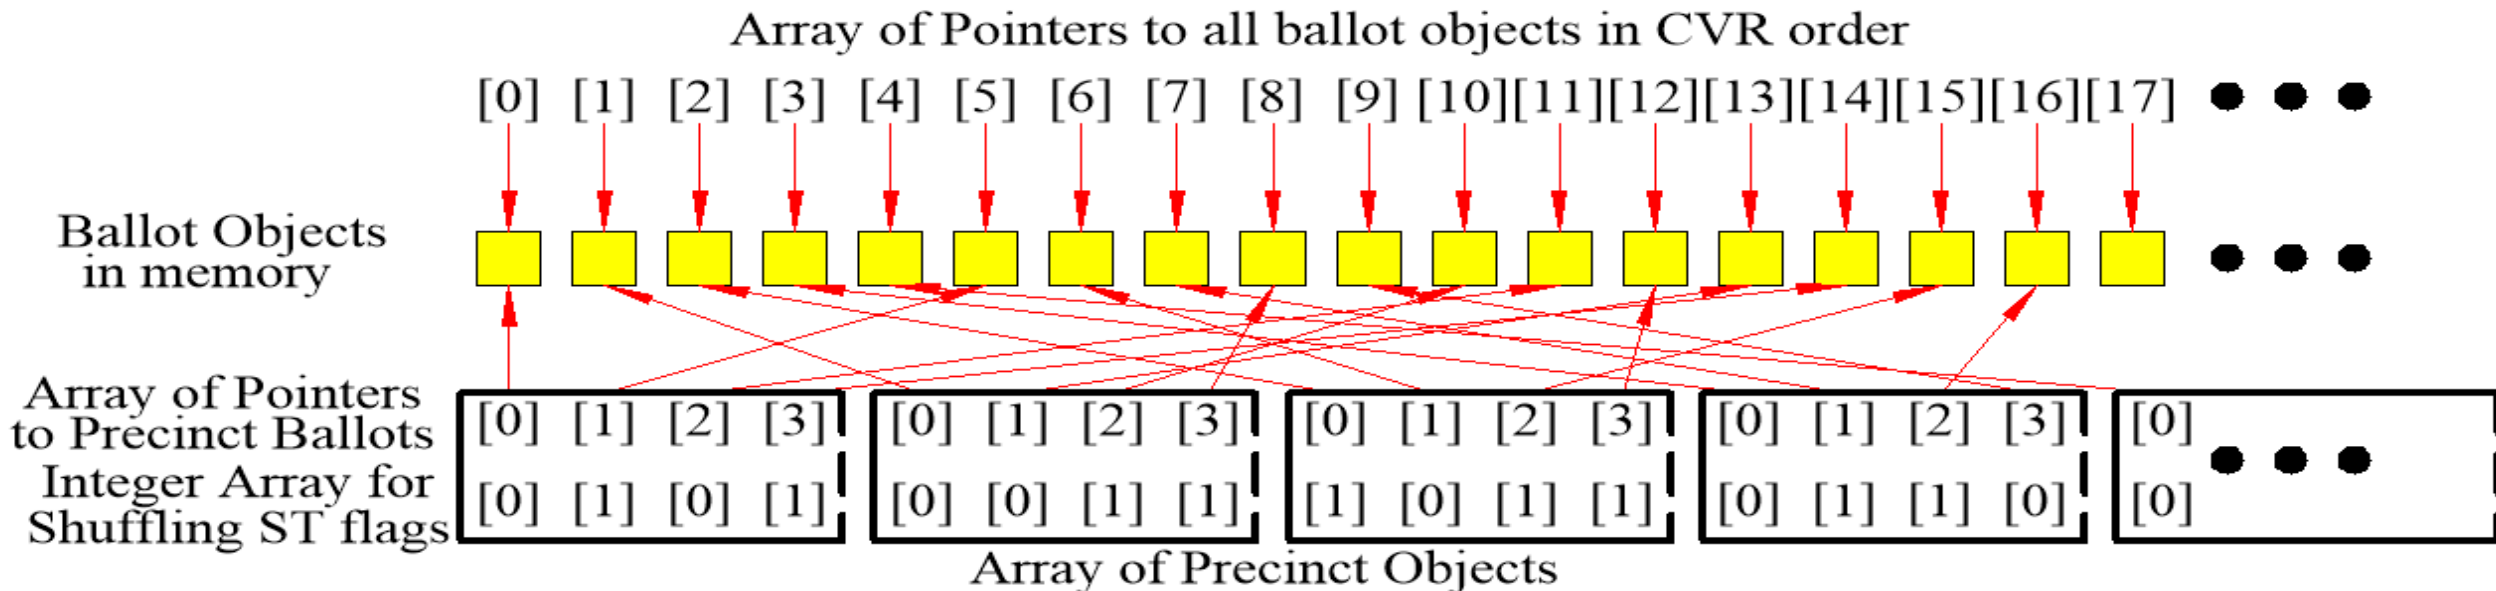 Array of Pointers to all ballot objects in CVR order
[0] [1] [2] [3] [4] [5] [6] [7] [8] [9] [10] [11] [12] [13] [14] [15] [16] [17]
Ballot Objects
in memory
Array of Pointers
to Precinct Ballots
[0] [1] [2] [3] [0] [1] [2] [3] [0] [1] [2] [3] [0] [1] [2] [3] [0]
Integer Array for
Shuffling ST flags
[0] [1] [0] [1] [0] [0] [1] [1] [1] [0] [1] [1] [0] [1] [1] [0] [0]
Array of Precinct Objects